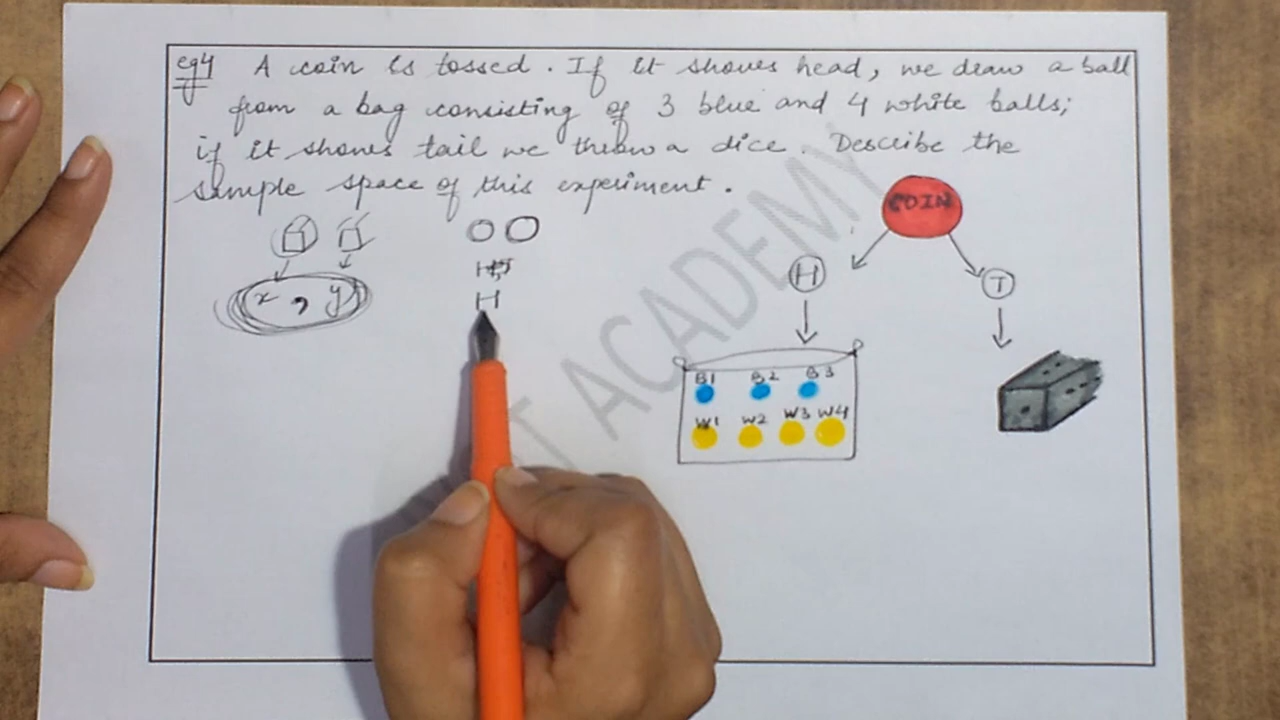 eg4 A coin is tossed. If it shows head, we draw a ball
from a bag consisting of 3 blue and 4 white balls;
if it shows tail we throw a dice. Describe the
sample space of this experiment.
COIN
H T
x , y
H
B1 B2 B3
W1 W2 W3 W4
ACADEMY